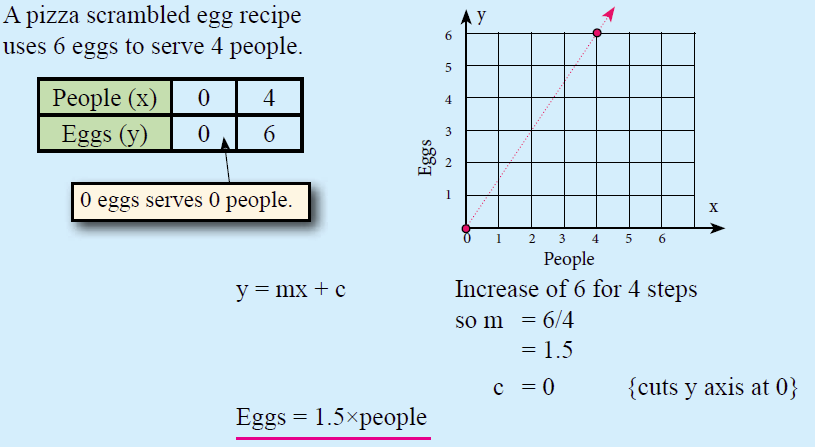 A pizza scrambled egg recipe
uses 6 eggs to serve 4 people.
People (x) 0 4
Eggs (y) 0 6
0 eggs serves 0 people.
y
6
5
4
3
2
1
Eggs
x
0 1 2 3 4 5 6
People
y = mx + c
Increase of 6 for 4 steps
so m = 6/4
= 1.5
c = 0 {cuts y axis at 0}
Eggs = 1.5×people